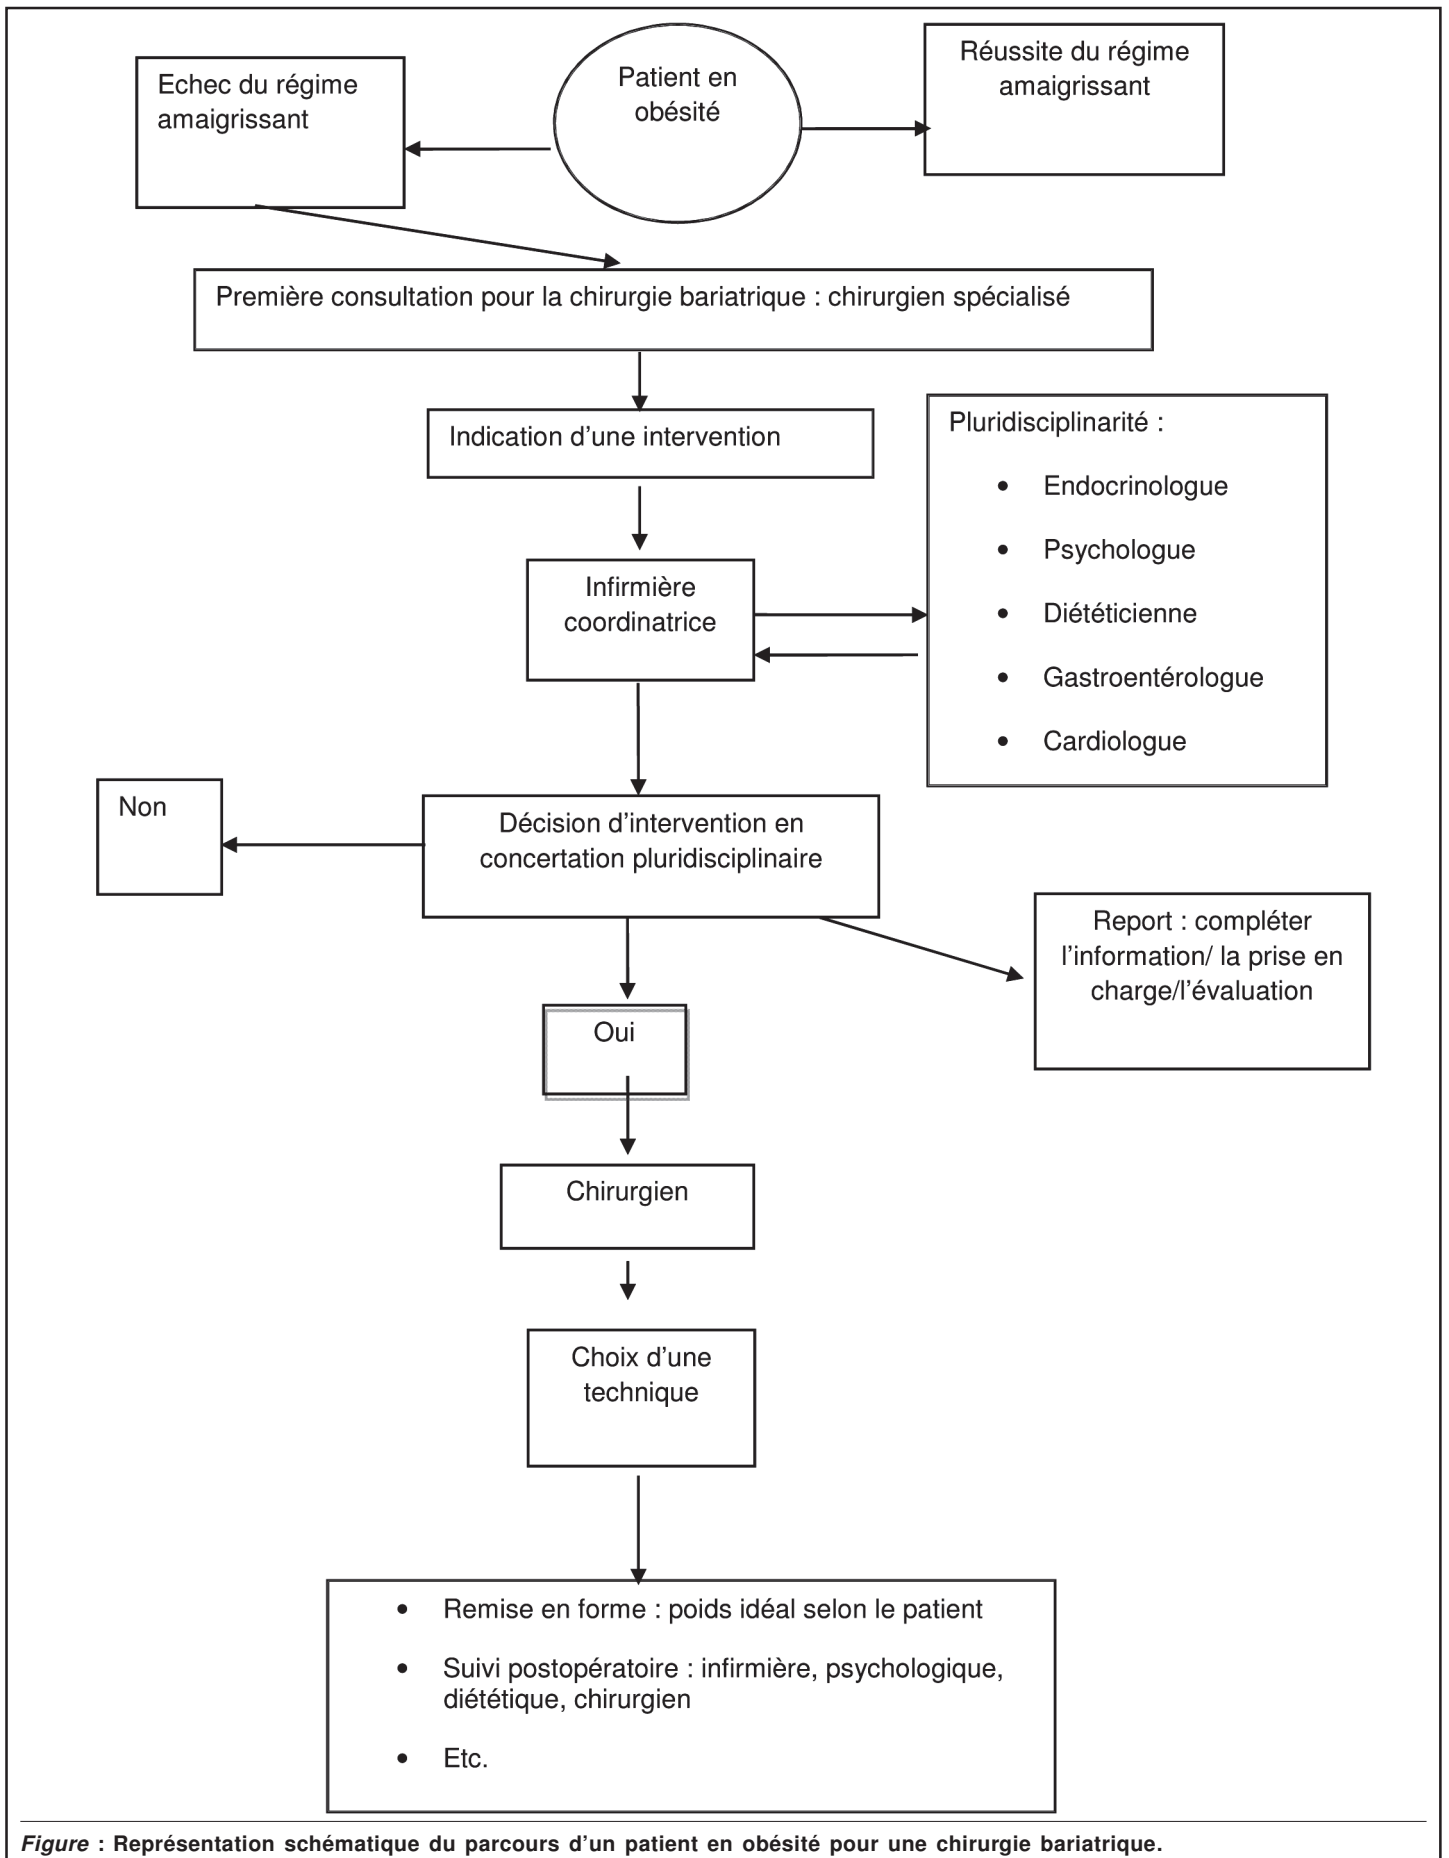 Echec du régime
amaigrissant
Patient en
obésité
Réussite du régime
amaigrissant
Première consultation pour la chirurgie bariatrique : chirurgien spécialisé
Indication d’une intervention
Pluridisciplinarité :
• Endocrinologue
• Psychologue
• Diététicienne
• Gastroentérologue
• Cardiologue
Infirmière
coordinatrice
Non
Décision d’intervention en
concertation pluridisciplinaire
Report : compléter
l’information/ la prise en
charge/l’évaluation
Oui
Chirurgien
Choix d’une
technique
• Remise en forme : poids idéal selon le patient
• Suivi postopératoire : infirmière, psychologique,
diététique, chirurgien
• Etc.
Figure : Représentation schématique du parcours d’un patient en obésité pour une chirurgie bariatrique.